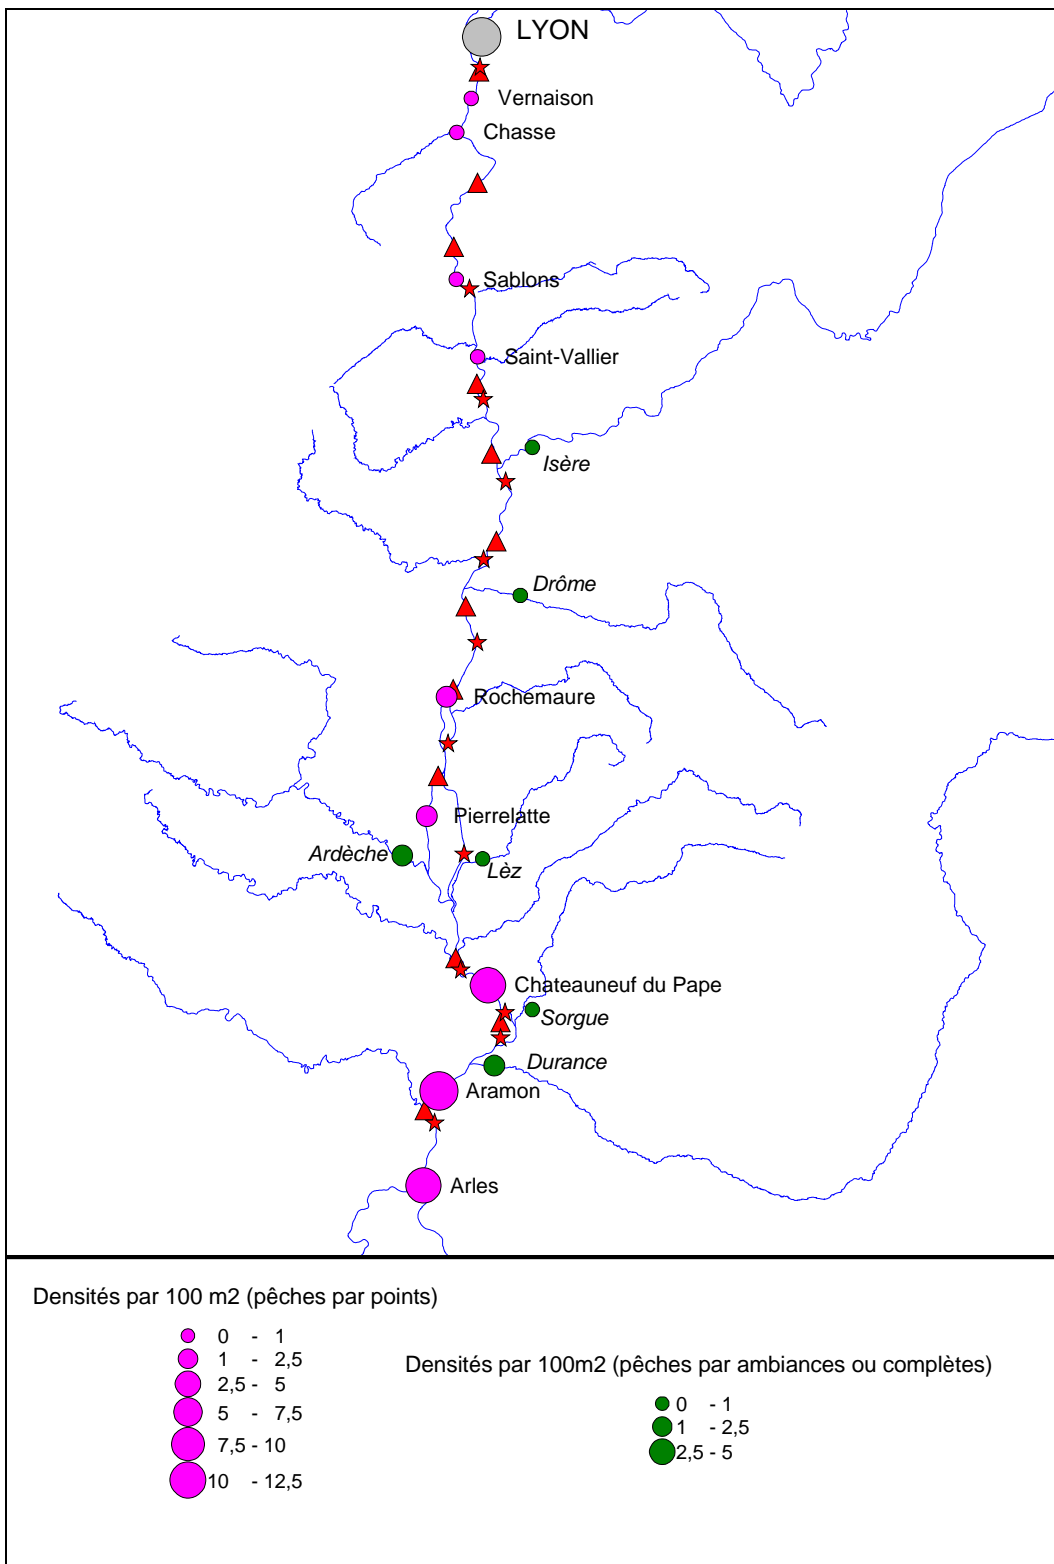 LYON
Vernaison
Chasse
Sablons
Saint-Vallier
Isère
Drôme
Rochemaure
Pierrelatte
Ardèche
Lèz
Chateauneuf du Pape
Sorgue
Durance
Aramon
Arles
Densités par 100 m2 (pêches par points)
0 - 1
1 - 2,5
2,5 - 5
5 - 7,5
7,5 - 10
10 - 12,5
Densités par 100m2 (pêches par ambiances ou complètes)
0 - 1
1 - 2,5
2,5 - 5